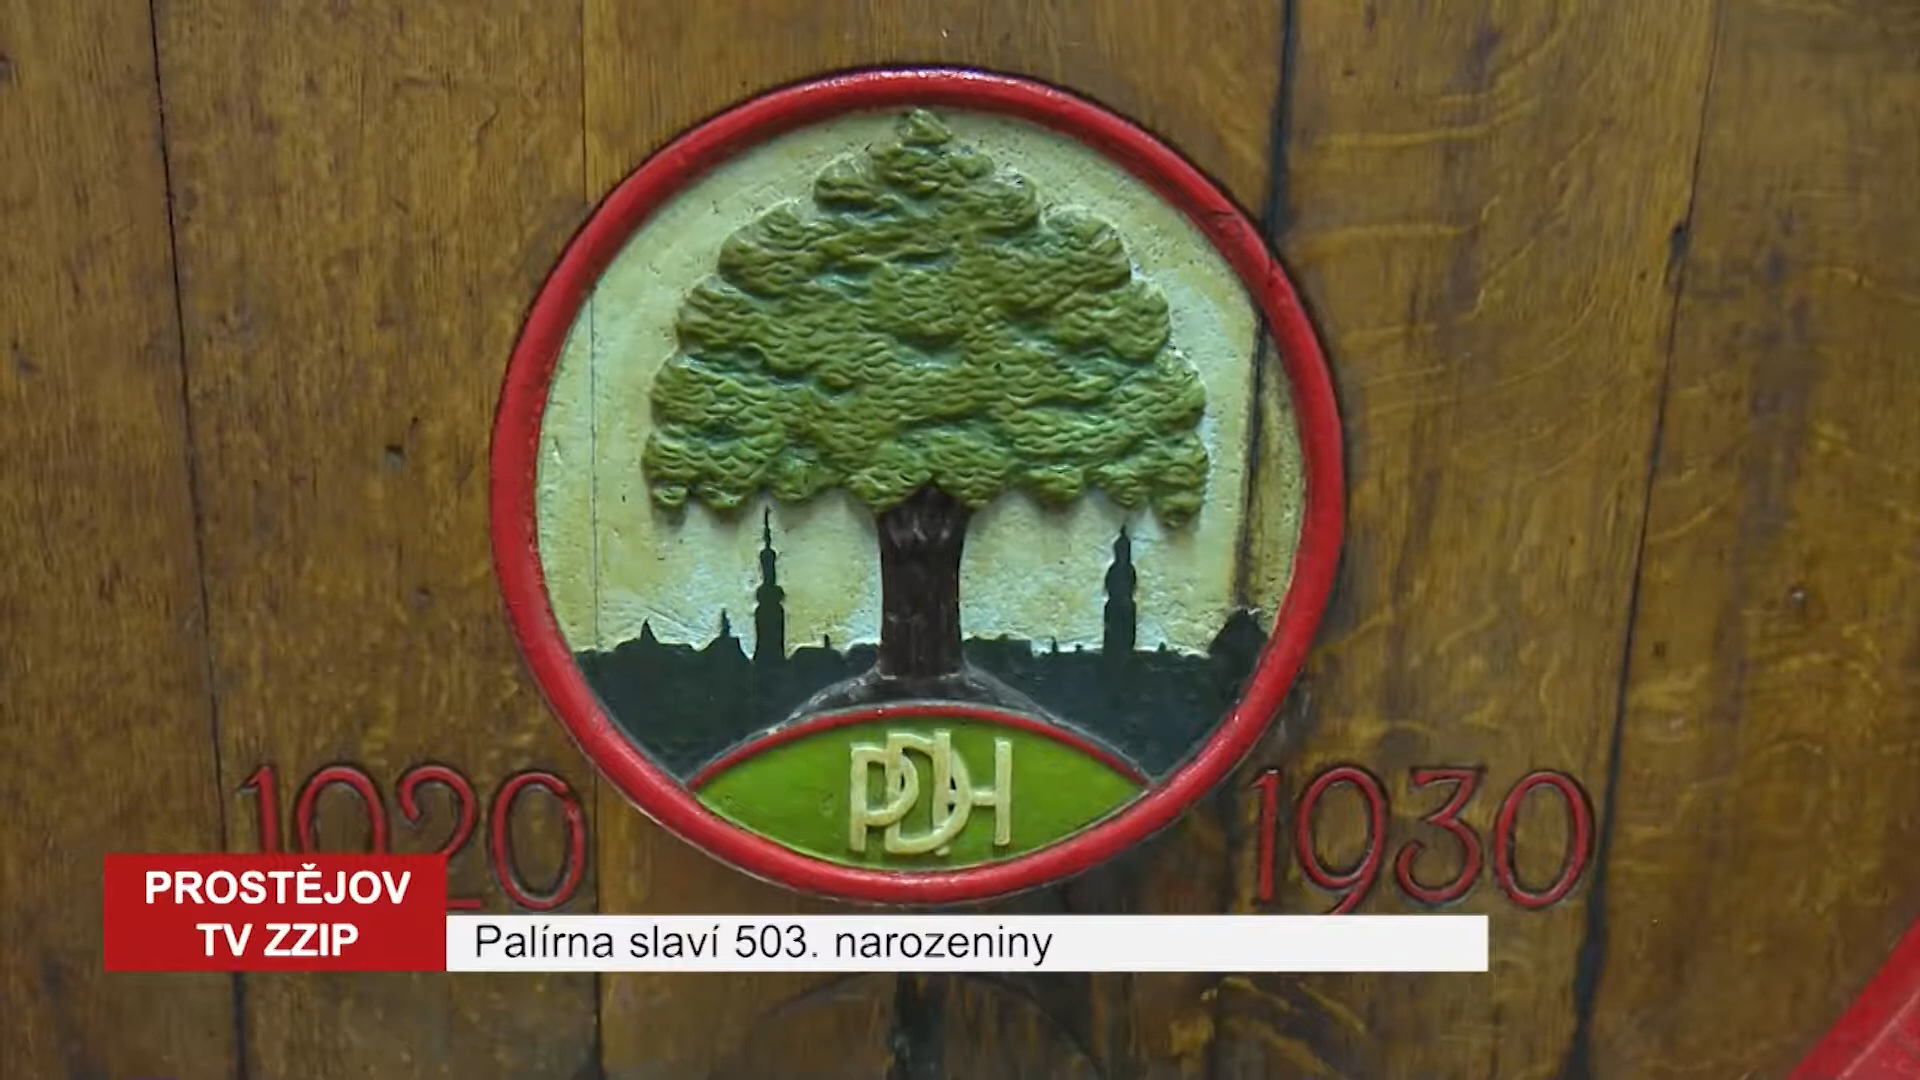 PDH
1920
1930
PROSTĚJOV
TV ZZIP
Palírna slaví 503. narozeniny